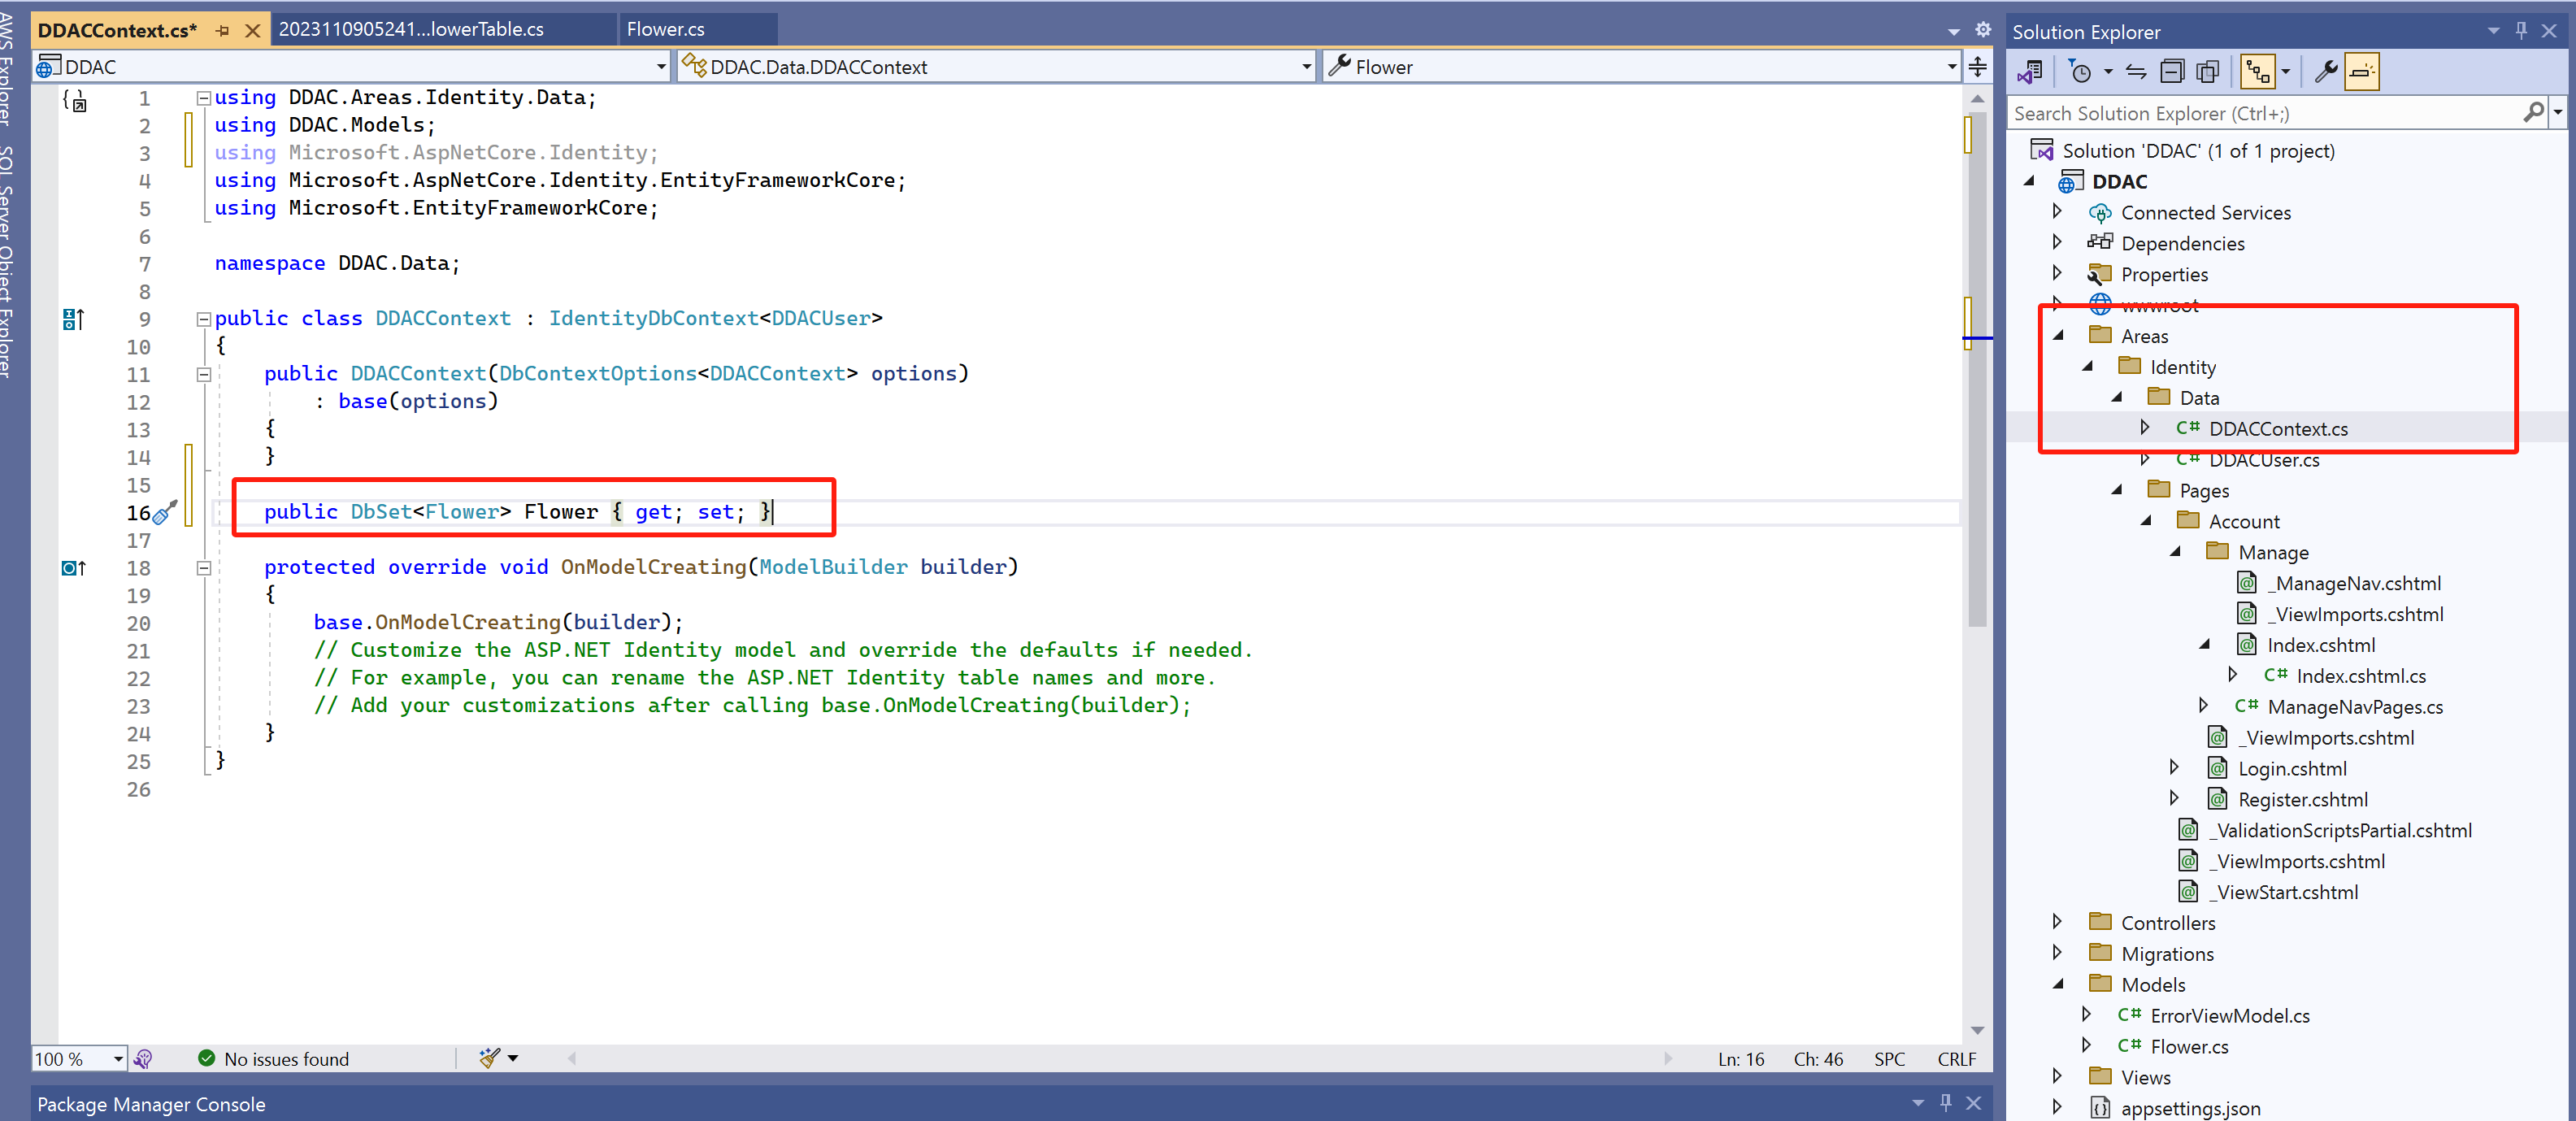 AWS Explorer
SQL Server Object Explorer
DDACContext.cs*
2023110905241...lowerTable.cs
Flower.cs
DDAC
DDAC.Data.DDACContext
Flower
1 using DDAC.Areas.Identity.Data;
2 using DDAC.Models;
3 using Microsoft.AspNetCore.Identity;
4 using Microsoft.AspNetCore.Identity.EntityFrameworkCore;
5 using Microsoft.EntityFrameworkCore;
6
7 namespace DDAC.Data;
8
9 public class DDACContext : IdentityDbContext<DDACUser>
10 {
11 public DDACContext(DbContextOptions<DDACContext> options)
12 : base(options)
13 {
14 }
15
16 public DbSet<Flower> Flower { get; set; }
17
18 protected override void OnModelCreating(ModelBuilder builder)
19 {
20 base.OnModelCreating(builder);
21 // Customize the ASP.NET Identity model and override the defaults if needed.
22 // For example, you can rename the ASP.NET Identity table names and more.
23 // Add your customizations after calling base.OnModelCreating(builder);
24 }
25 }
26
100 %
No issues found
Ln: 16 Ch: 46 SPC CRLF
Package Manager Console
Solution Explorer
Search Solution Explorer (Ctrl+;)
Solution 'DDAC' (1 of 1 project)
DDAC
Connected Services
Dependencies
Properties
wwwroot
Areas
Identity
Data
C# DDACContext.cs
C# DDACUser.cs
Pages
Account
Manage
_ManageNav.cshtml
_ViewImports.cshtml
Index.cshtml
C# Index.cshtml.cs
C# ManageNavPages.cs
_ViewImports.cshtml
Login.cshtml
Register.cshtml
_ValidationScriptsPartial.cshtml
_ViewImports.cshtml
_ViewStart.cshtml
Controllers
Migrations
Models
C# ErrorViewModel.cs
C# Flower.cs
Views
appsettings.json